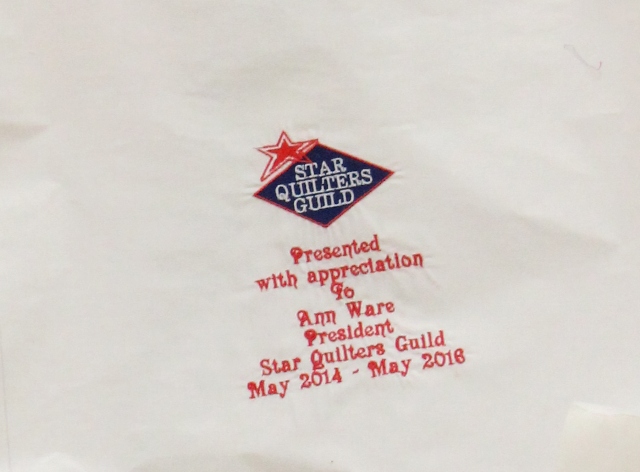 STAR
QUILTERS
GUILD
Presented
with appreciation
To
Ann Ware
President
Star Quilters Guild
May 2014 - May 2016